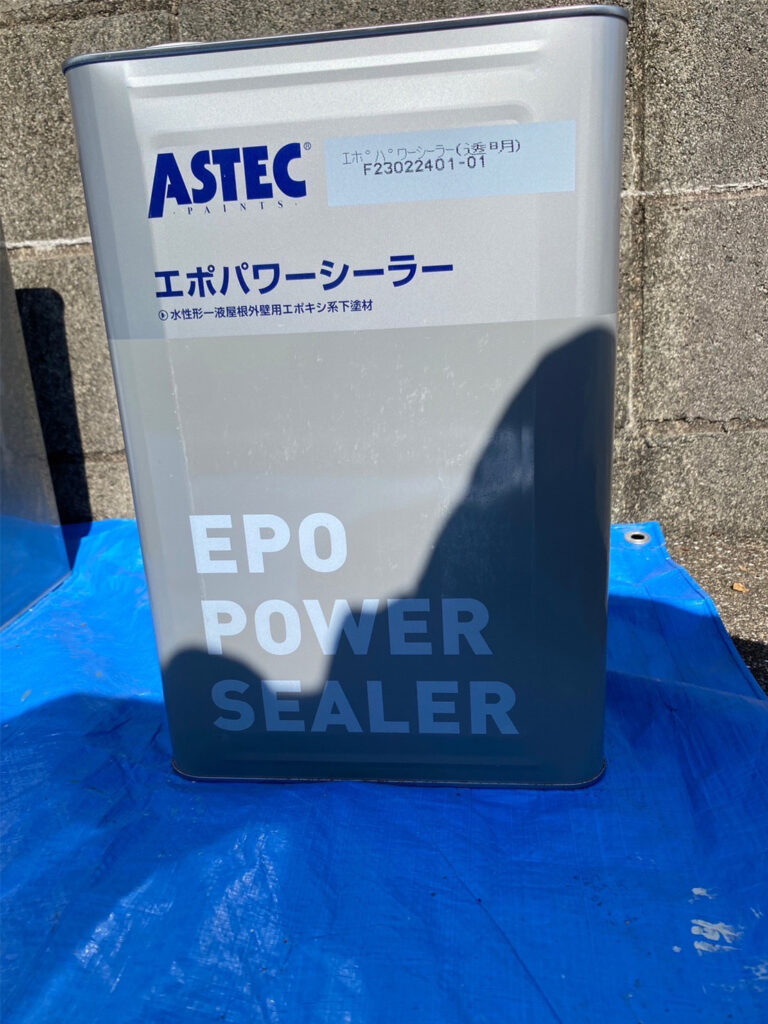 ASTEC®
PAINTS
エポパワーシーラー(透明)
F23022401-01
エポパワーシーラー
水性形一液屋根外壁用エポキシ系下塗材
EPO
POWER
SEALER